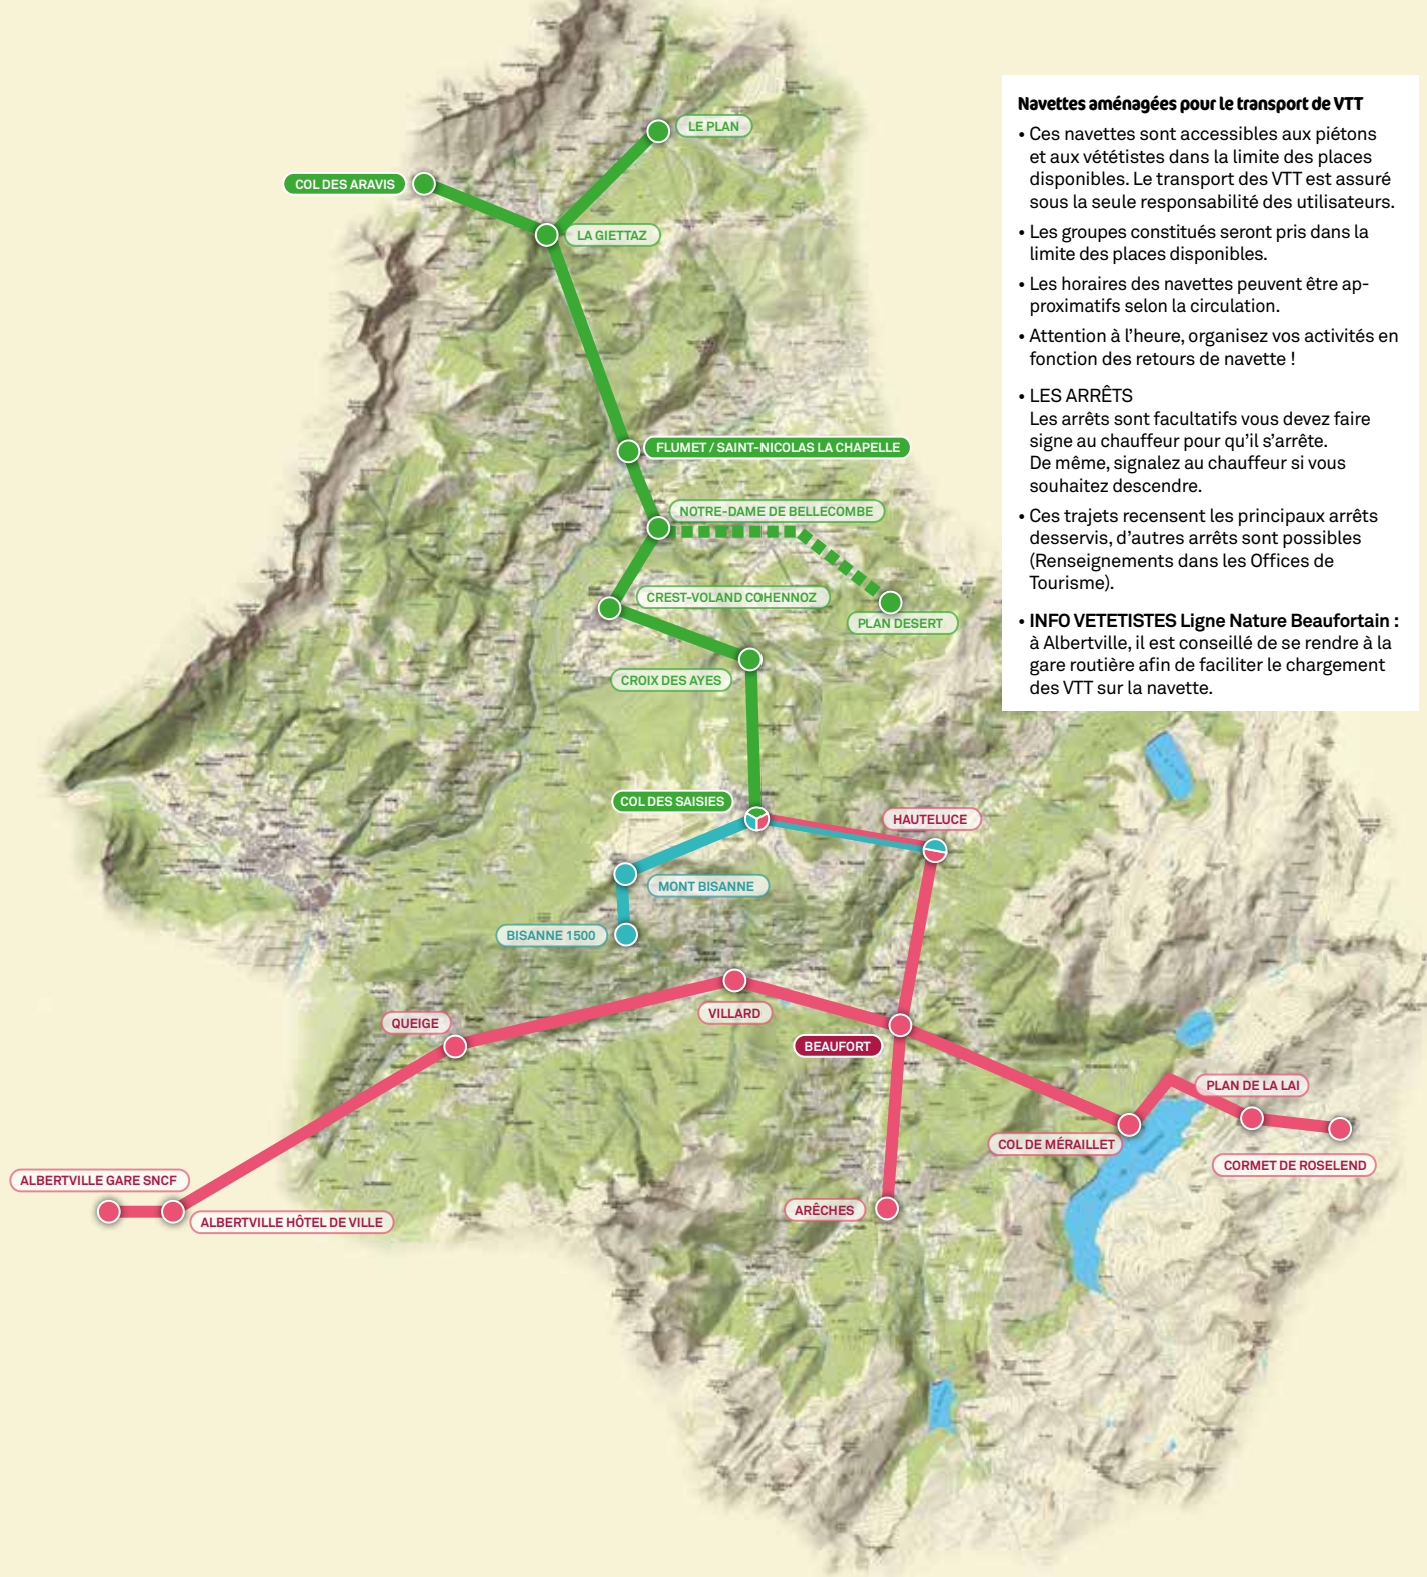 LE PLAN
COL DES ARAVIS
LA GIETTAZ
FLUMET / SAINT-NICOLAS LA CHAPELLE
NOTRE-DAME DE BELLECOMBE
CREST-VOLAND COHENNOZ
PLAN DESERT
CROIX DES AYES
COL DES SAISIES
HAUTELUCE
MONT BISANNE
BISANNE 1500
VILLARD
QUEIGE
BEAUFORT
PLAN DE LA LAI
COL DE MÉRAILLET
CORMET DE ROSELEND
ALBERTVILLE GARE SNCF
ALBERTVILLE HÔTEL DE VILLE
ARÊCHES
Navettes aménagées pour le transport de VTT
• Ces navettes sont accessibles aux piétons
et aux vététistes dans la limite des places
disponibles. Le transport des VTT est assuré
sous la seule responsabilité des utilisateurs.
• Les groupes constitués seront pris dans la
limite des places disponibles.
• Les horaires des navettes peuvent être ap-
proximatifs selon la circulation.
• Attention à l'heure, organisez vos activités en
fonction des retours de navette !
• LES ARRÊTS
Les arrêts sont facultatifs vous devez faire
signe au chauffeur pour qu'il s'arrête.
De même, signalez au chauffeur si vous
souhaitez descendre.
• Ces trajets recensent les principaux arrêts
desservis, d'autres arrêts sont possibles
(Renseignements dans les Offices de
Tourisme).
• INFO VETETISTES Ligne Nature Beaufortain :
à Albertville, il est conseillé de se rendre à la
gare routière afin de faciliter le chargement
des VTT sur la navette.